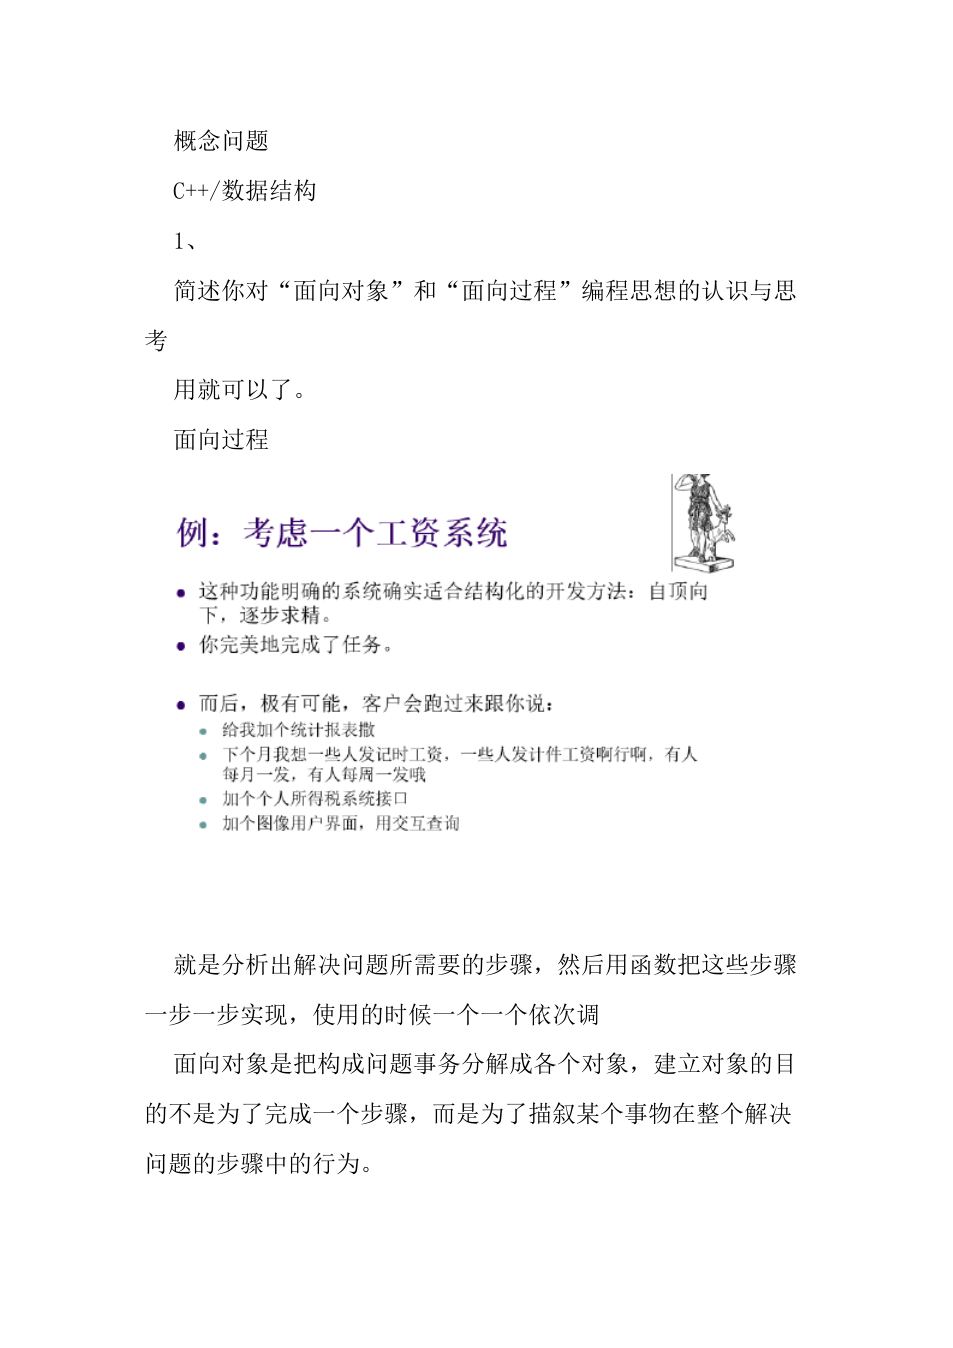 概念问题
C++/数据结构
1、
简述你对“面向对象”和“面向过程”编程思想的认识与思
考
用就可以了。
面向过程
例：考虑一个工资系统
这种功能明确的系统确实适合结构化的开发方法：自顶向
下，逐步求精。
你完美地完成了任务。
而后，极有可能，客户会跑过来跟你说：
给我加个统计报表撒
下个月我想一些人发记时工资，一些人发计件工资啊行啊，有人
每月一发，有人每周一发哦
加个个人所得税系统接口
加个图像用户界面，用交互查询
就是分析出解决问题所需要的步骤，然后用函数把这些步骤
一步一步实现，使用的时候一个一个依次调
面向对象是把构成问题事务分解成各个对象，建立对象的目
的不是为了完成一个步骤，而是为了描叙某个事物在整个解决
问题的步骤中的行为。